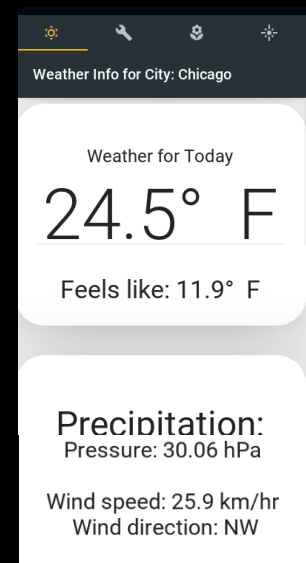 Weather Info for City: Chicago
Weather for Today
24.5° F
Feels like: 11.9° F
Precipitation:
Pressure: 30.06 hPa
Wind speed: 25.9 km/hr
Wind direction: NW